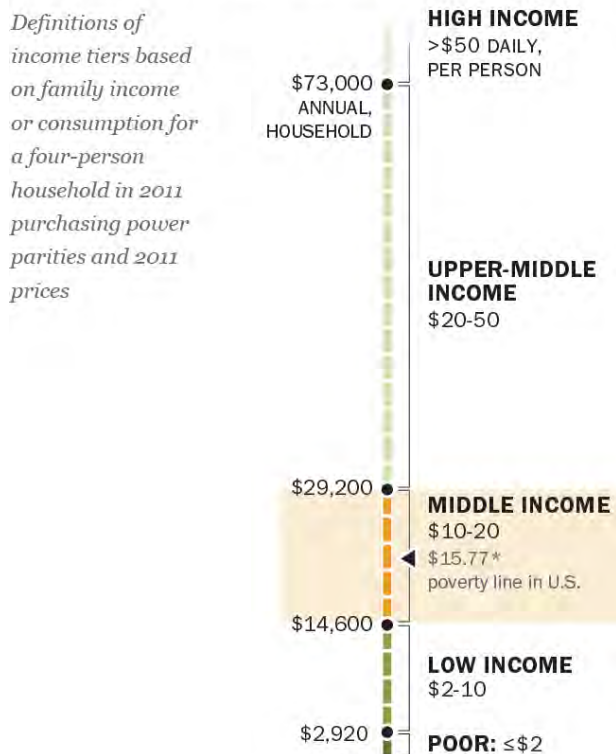 Definitions of
income tiers based
on family income
or consumption for
a four-person
household in 2011
purchasing power
parities and 2011
prices
HIGH INCOME
>$50 DAILY,
PER PERSON
$73,000
ANNUAL,
HOUSEHOLD
UPPER-MIDDLE
INCOME
$20-50
$29,200
MIDDLE INCOME
$10-20
$15.77*
poverty line in U.S.
$14,600
LOW INCOME
$2-10
$2,920
POOR: ≤$2